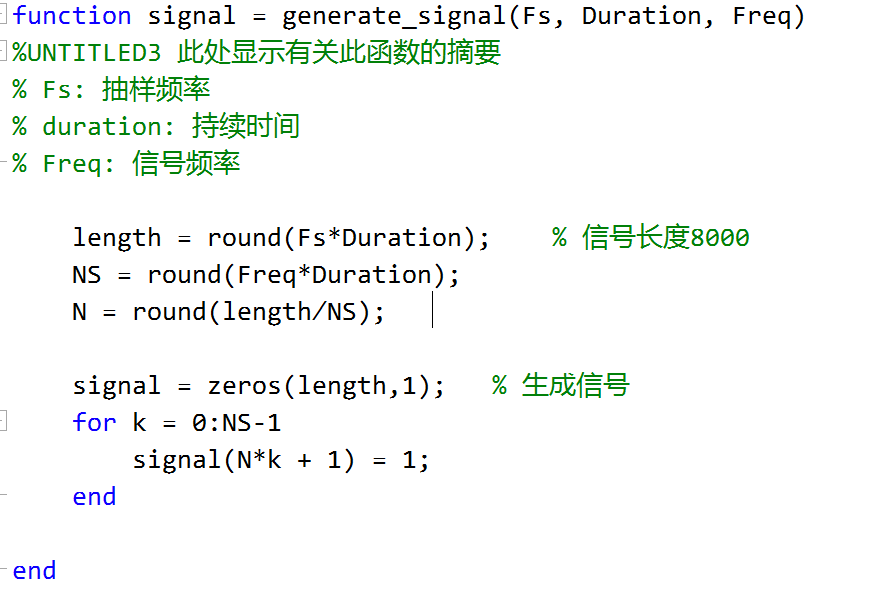 function signal = generate_signal(Fs, Duration, Freq)
%UNTITLED3 此处显示有关此函数的摘要
% Fs: 抽样频率
% duration: 持续时间
% Freq: 信号频率
length = round(Fs*Duration);    % 信号长度8000
NS = round(Freq*Duration);
N = round(length/NS);
signal = zeros(length,1);   % 生成信号
for k = 0:NS-1
signal(N*k + 1) = 1;
end
end